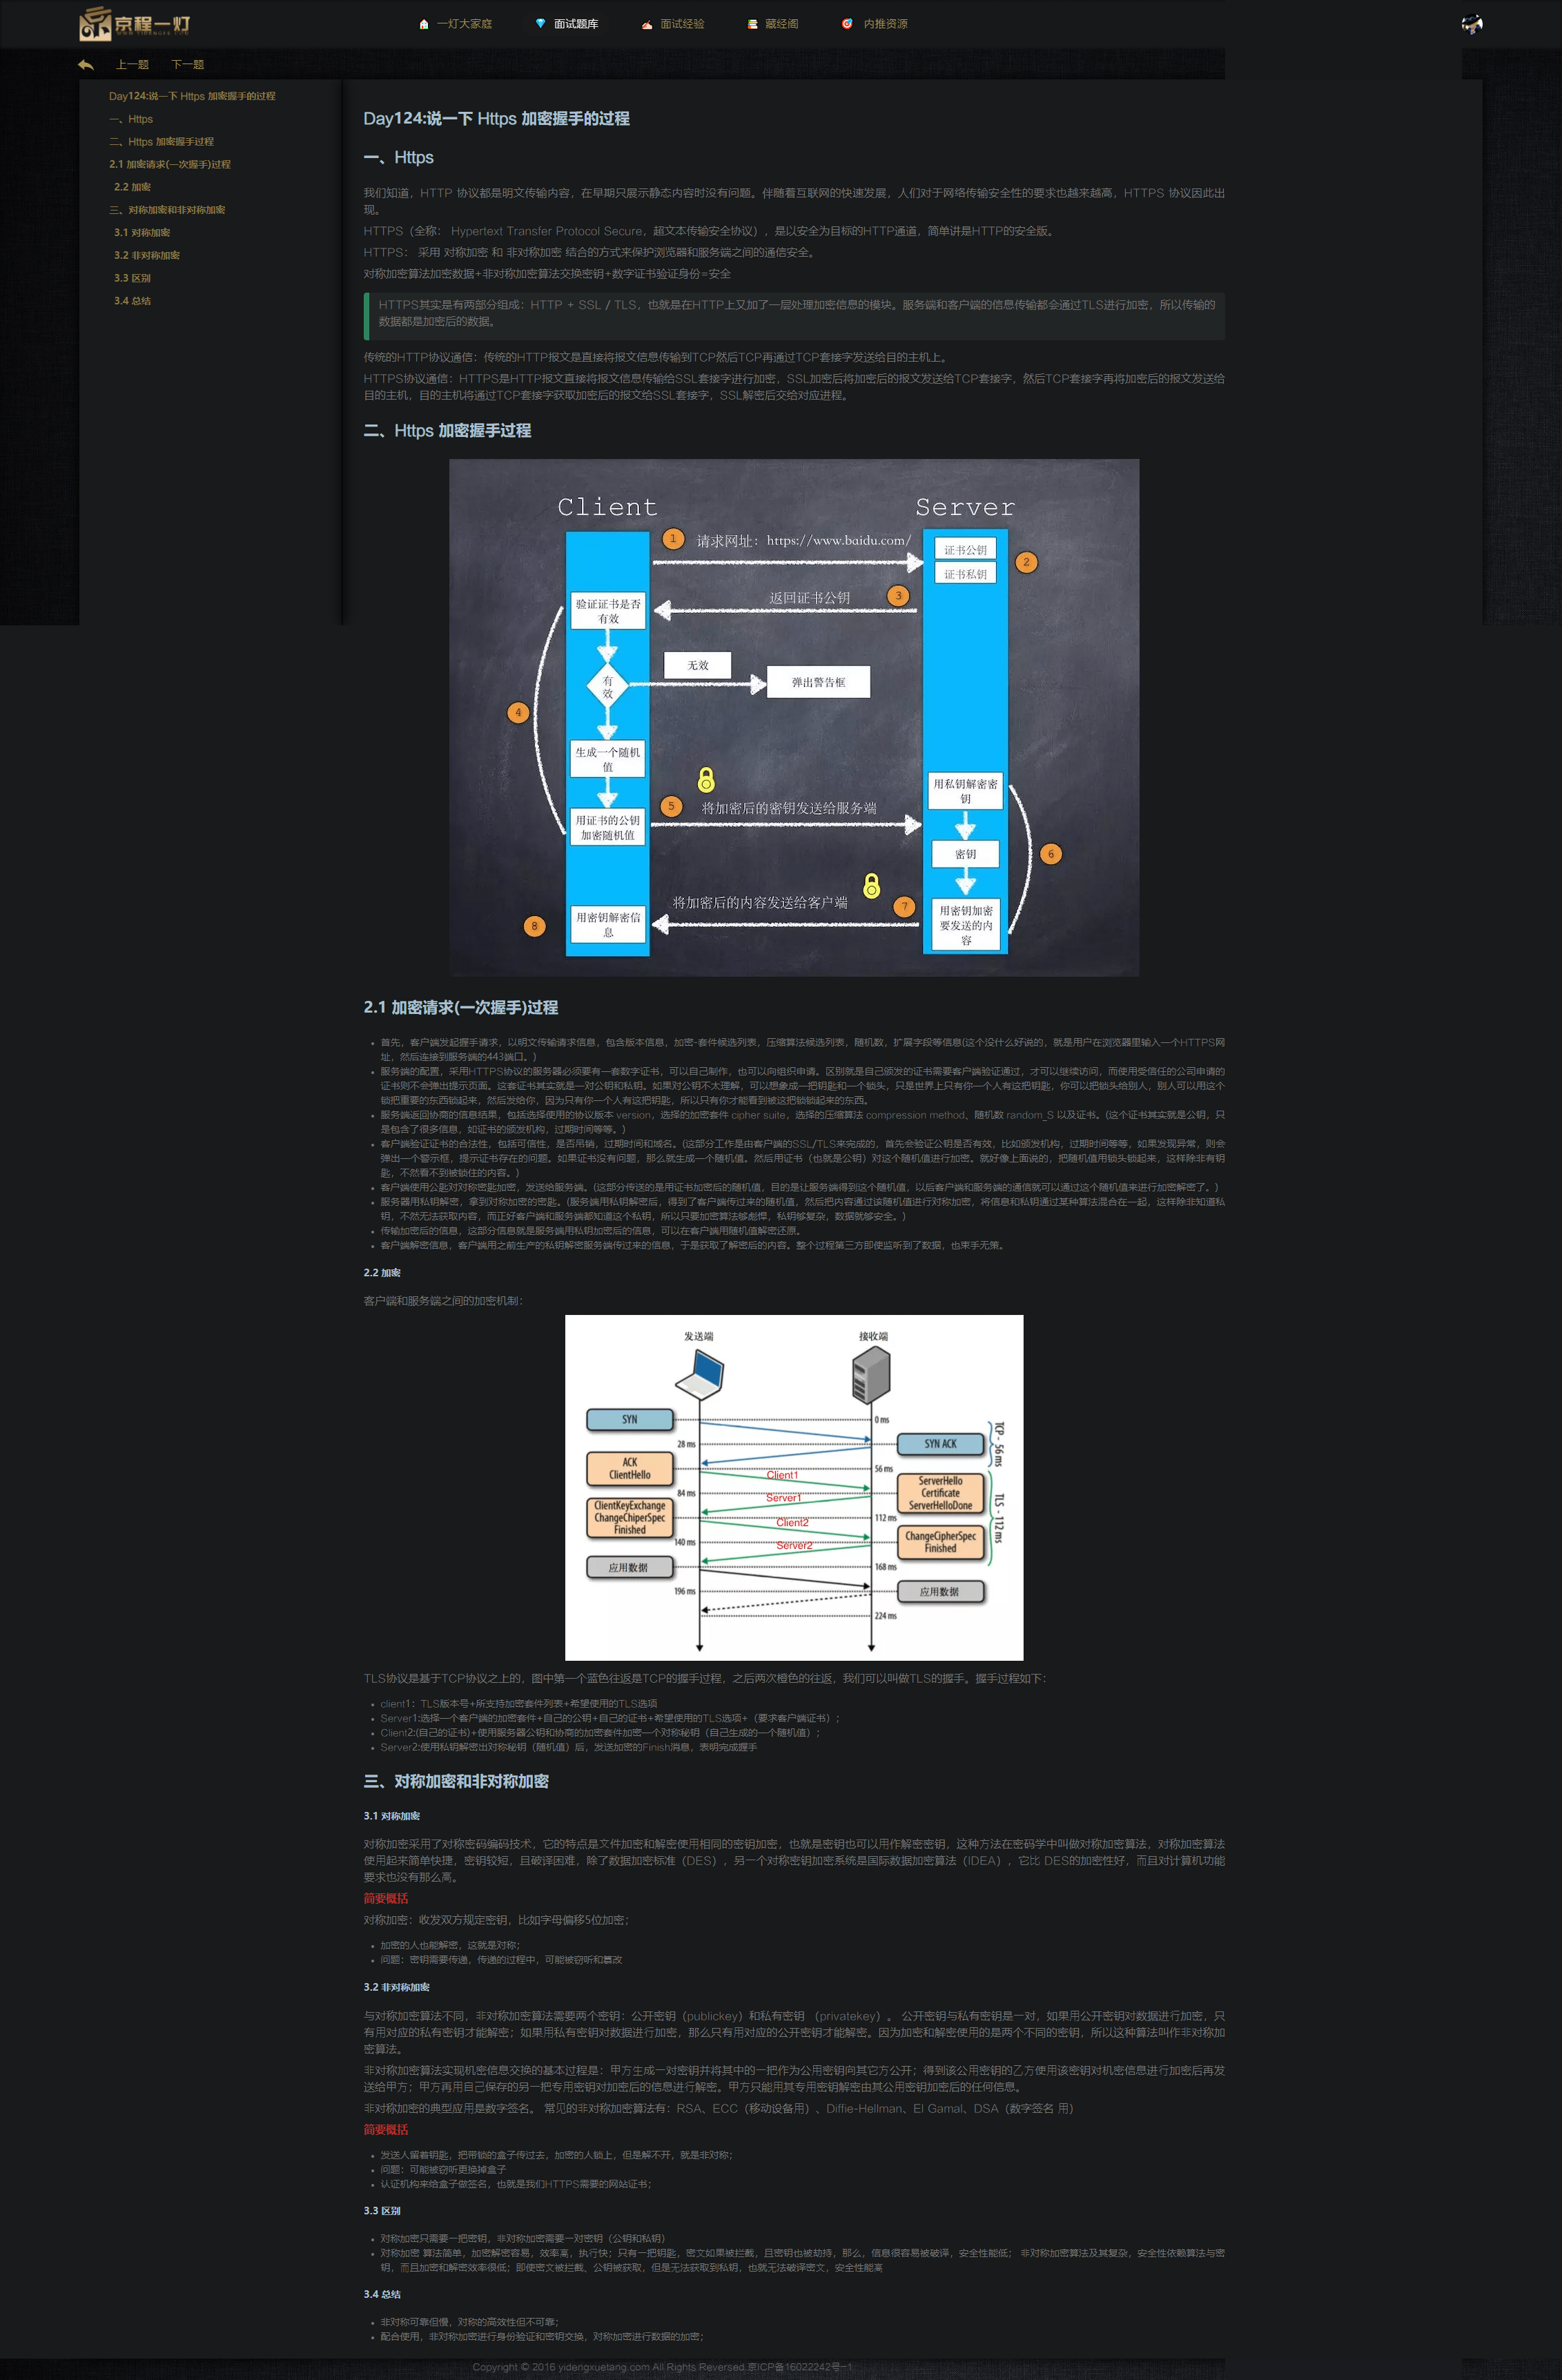 京程一灯
WWW.YIDENGFE.COM
一灯大家庭
面试题库
面试经验
藏经阁
内推资源
上一题
下一题
Day124:说一下 Https 加密握手的过程
一、Https
二、Https 加密握手过程
2.1 加密请求(一次握手)过程
2.2 加密
三、对称加密和非对称加密
3.1 对称加密
3.2 非对称加密
3.3 区别
3.4 总结
Day124:说一下 Https 加密握手的过程
一、Https
我们知道，HTTP 协议都是明文传输内容，在早期只展示静态内容时没有问题。伴随着互联网的快速发展，人们对于网络传输安全性的要求也越来越高，HTTPS 协议因此出
现。
HTTPS（全称： Hypertext Transfer Protocol Secure，超文本传输安全协议），是以安全为目标的HTTP通道，简单讲是HTTP的安全版。
HTTPS： 采用 对称加密 和 非对称加密 结合的方式来保护浏览器和服务端之间的通信安全。
对称加密算法加密数据+非对称加密算法交换密钥+数字证书验证身份=安全
HTTPS其实是有两部分组成：HTTP + SSL / TLS，也就是在HTTP上又加了一层处理加密信息的模块。服务端和客户端的信息传输都会通过TLS进行加密，所以传输的
数据都是加密后的数据。
传统的HTTP协议通信：传统的HTTP报文是直接将报文信息传输到TCP然后TCP再通过TCP套接字发送给目的主机上。
HTTPS协议通信：HTTPS是HTTP报文直接将报文信息传输给SSL套接字进行加密，SSL加密后将加密后的报文发送给TCP套接字，然后TCP套接字再将加密后的报文发送给
目的主机，目的主机将通过TCP套接字获取加密后的报文给SSL套接字，SSL解密后交给对应进程。
二、Https 加密握手过程
Client
Server
1
请求网址：https://www.baidu.com/
证书公钥
证书私钥
2
返回证书公钥
3
验证证书是否
有效
无效
弹出警告框
有
效
4
生成一个随机
值
用私钥解密密
钥
5
将加密后的密钥发送给服务端
用证书的公钥
加密随机值
密钥
6
将加密后的内容发送给客户端
7
用密钥加密
要发送的内
容
8
用密钥解密信
息
2.1 加密请求(一次握手)过程
首先，客户端发起握手请求，以明文传输请求信息，包含版本信息，加密-套件候选列表，压缩算法候选列表，随机数，扩展字段等信息(这个没什么好说的，就是用户在浏览器里输入一个HTTPS网
址，然后连接到服务端的443端口。)
服务端的配置，采用HTTPS协议的服务器必须要有一套数字证书，可以自己制作，也可以向组织申请。区别就是自己颁发的证书需要客户端验证通过，才可以继续访问，而使用受信任的公司申请的
证书则不会弹出提示页面。这套证书其实就是一对公钥和私钥。如果对公钥不太理解，可以想象成一把钥匙和一个锁头，只是世界上只有你一个人有这把钥匙，你可以把锁头给别人，别人可以用这个
锁把重要的东西锁起来，然后发给你，因为只有你一个人有这把钥匙，所以只有你才能看到被这把锁锁起来的东西。
服务端返回协商的信息结果，包括选择使用的协议版本 version，选择的加密套件 cipher suite，选择的压缩算法 compression method、随机数 random_S 以及证书。(这个证书其实就是公钥，只
是包含了很多信息，如证书的颁发机构，过期时间等等。)
客户端验证证书的合法性，包括可信性，是否吊销，过期时间和域名。(这部分工作是由客户端的SSL/TLS来完成的，首先会验证公钥是否有效，比如颁发机构，过期时间等等，如果发现异常，则会
弹出一个警示框，提示证书存在的问题。如果证书没有问题，那么就生成一个随机值。然后用证书（也就是公钥）对这个随机值进行加密。就好像上面说的，把随机值用锁头锁起来，这样除非有钥
匙，不然看不到被锁住的内容。)
客户端使用公匙对对称密匙加密，发送给服务端。(这部分传送的是用证书加密后的随机值，目的是让服务端得到这个随机值，以后客户端和服务端的通信就可以通过这个随机值来进行加密解密了。)
服务器用私钥解密，拿到对称加密的密匙。(服务端用私钥解密后，得到了客户端传过来的随机值，然后把内容通过该随机值进行对称加密，将信息和私钥通过某种算法混合在一起，这样除非知道私
钥，不然无法获取内容，而正好客户端和服务端都知道这个私钥，所以只要加密算法够彪悍，私钥够复杂，数据就够安全。)
传输加密后的信息，这部分信息就是服务端用私钥加密后的信息，可以在客户端用随机值解密还原。
客户端解密信息，客户端用之前生产的私钥解密服务端传过来的信息，于是获取了解密后的内容。整个过程第三方即使监听到了数据，也束手无策。
2.2 加密
客户端和服务端之间的加密机制：
发送端
接收端
SYN
0 ms
28 ms
SYN ACK
TCP - 56 ms
ACK
ClientHello
56 ms
Client1
84 ms
ServerHello
Certificate
ServerHelloDone
Server1
ClientKeyExchange
ChangeChiperSpec
Finished
TLS - 112 ms
112 ms
Client2
140 ms
ChangeCipherSpec
Finished
Server2
应用数据
168 ms
196 ms
应用数据
224 ms
TLS协议是基于TCP协议之上的，图中第一个蓝色往返是TCP的握手过程，之后两次橙色的往返，我们可以叫做TLS的握手。握手过程如下：
client1：TLS版本号+所支持加密套件列表+希望使用的TLS选项
Server1:选择一个客户端的加密套件+自己的公钥+自己的证书+希望使用的TLS选项+（要求客户端证书）;
Client2:(自己的证书)+使用服务器公钥和协商的加密套件加密一个对称秘钥（自己生成的一个随机值）;
Server2:使用私钥解密出对称秘钥（随机值）后，发送加密的Finish消息，表明完成握手
三、对称加密和非对称加密
3.1 对称加密
对称加密采用了对称密码编码技术，它的特点是文件加密和解密使用相同的密钥加密，也就是密钥也可以用作解密密钥，这种方法在密码学中叫做对称加密算法，对称加密算法
使用起来简单快捷，密钥较短，且破译困难，除了数据加密标准（DES），另一个对称密钥加密系统是国际数据加密算法（IDEA），它比 DES的加密性好，而且对计算机功能
要求也没有那么高。
简要概括
对称加密：收发双方规定密钥，比如字母偏移5位加密；
加密的人也能解密，这就是对称；
问题：密钥需要传递，传递的过程中，可能被窃听和篡改
3.2 非对称加密
与对称加密算法不同，非对称加密算法需要两个密钥：公开密钥（publickey）和私有密钥 （privatekey）。 公开密钥与私有密钥是一对，如果用公开密钥对数据进行加密，只
有用对应的私有密钥才能解密；如果用私有密钥对数据进行加密，那么只有用对应的公开密钥才能解密。因为加密和解密使用的是两个不同的密钥，所以这种算法叫作非对称加
密算法。
非对称加密算法实现机密信息交换的基本过程是：甲方生成一对密钥并将其中的一把作为公用密钥向其它方公开；得到该公用密钥的乙方使用该密钥对机密信息进行加密后再发
送给甲方；甲方再用自己保存的另一把专用密钥对加密后的信息进行解密。甲方只能用其专用密钥解密由其公用密钥加密后的任何信息。
非对称加密的典型应用是数字签名。 常见的非对称加密算法有：RSA、ECC（移动设备用）、Diffie-Hellman、El Gamal、DSA（数字签名 用）
简要概括
发送人留着钥匙，把带锁的盒子传过去，加密的人锁上，但是解不开，就是非对称；
问题：可能被窃听更换掉盒子
认证机构来给盒子做签名，也就是我们HTTPS需要的网站证书；
3.3 区别
对称加密只需要一把密钥，非对称加密需要一对密钥（公钥和私钥）
对称加密 算法简单，加密解密容易，效率高，执行快；只有一把钥匙，密文如果被拦截，且密钥也被劫持，那么，信息很容易被破译，安全性能低； 非对称加密算法及其复杂，安全性依赖算法与密
钥，而且加密和解密效率很低；即使密文被拦截、公钥被获取，但是无法获取到私钥，也就无法破译密文，安全性能高
3.4 总结
非对称可靠但慢，对称的高效性但不可靠；
配合使用，非对称加密进行身份验证和密钥交换，对称加密进行数据的加密；
Copyright © 2016 yidengxuetang.com All Rights Reversed.京ICP备16022242号-1